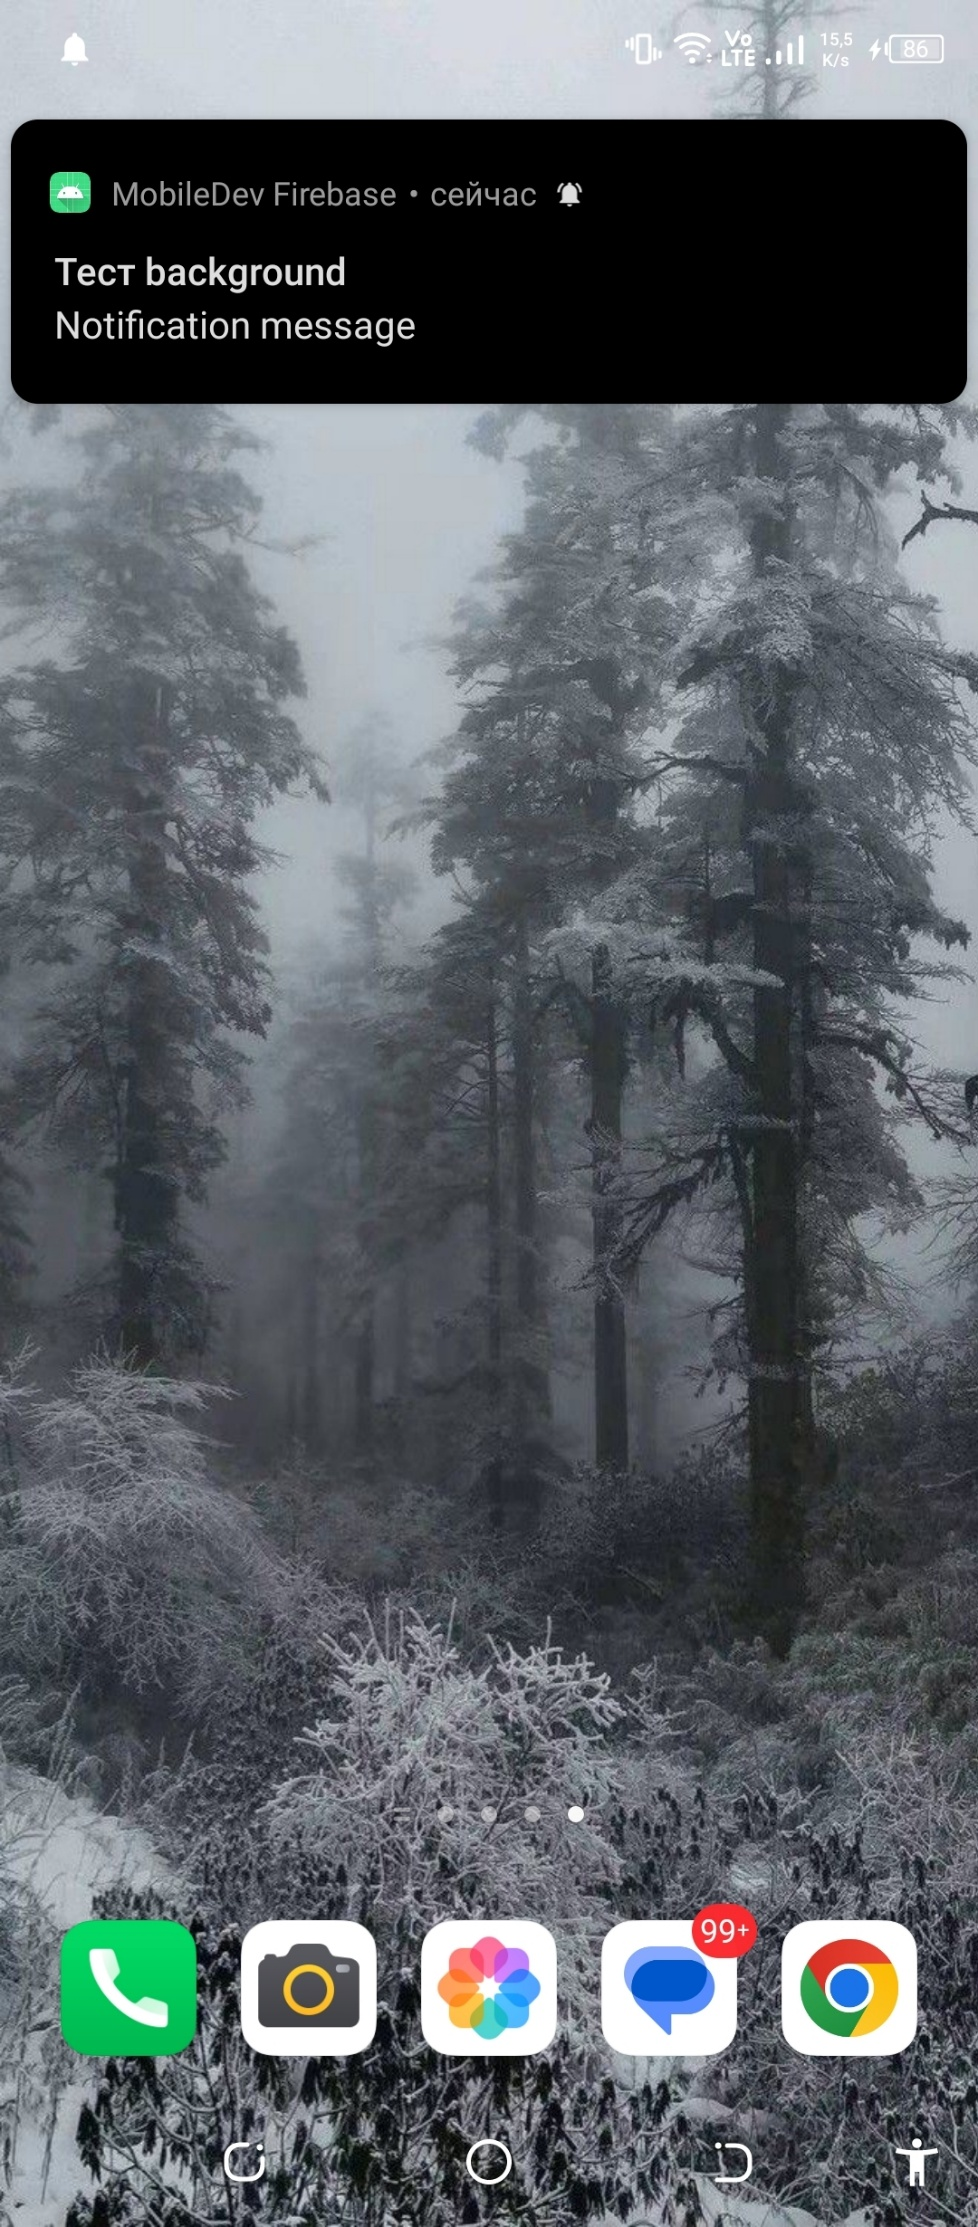 Vo
LTE
15,5
K/s
86
MobileDev Firebase • сейчас
Тест background
Notification message
99+